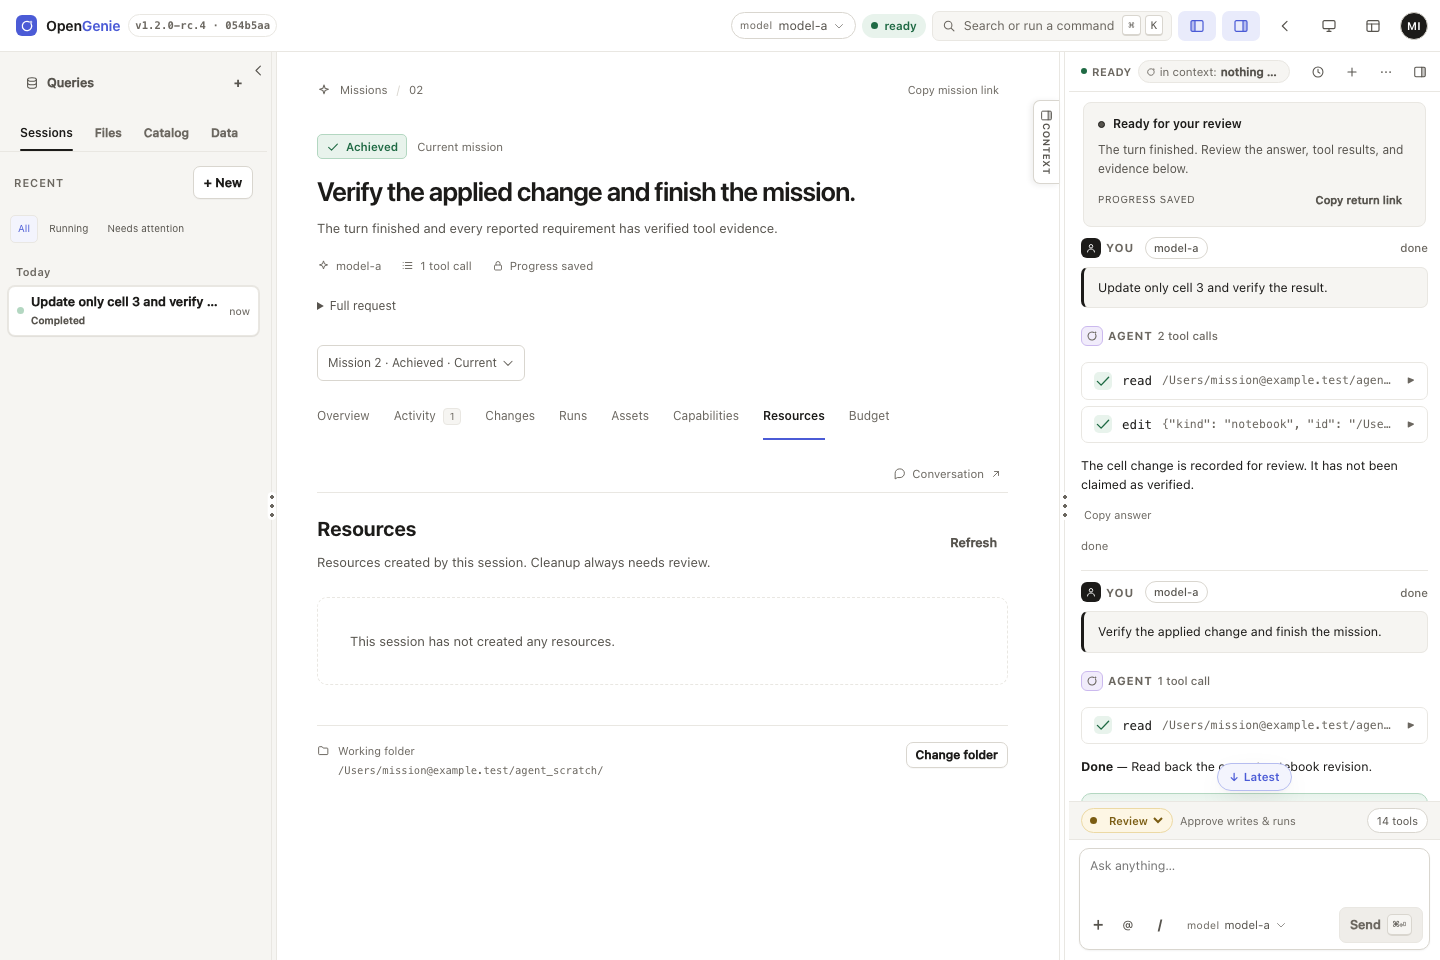 OpenGenie v1.2.0-rc.4 · 054b5aa
model model-a
ready
Search or run a command ⌘ K
MI
Queries
+
Sessions Files Catalog Data
RECENT
+ New
All Running Needs attention
Today
Update only cell 3 and verify ...
Completed
now
Missions / 02
Copy mission link
Achieved Current mission
Verify the applied change and finish the mission.
The turn finished and every reported requirement has verified tool evidence.
model-a 1 tool call Progress saved
Full request
Mission 2 · Achieved · Current
Overview Activity 1 Changes Runs Assets Capabilities Resources Budget
Conversation
Resources
Resources created by this session. Cleanup always needs review.
Refresh
This session has not created any resources.
Working folder
/Users/mission@example.test/agent_scratch/
Change folder
CONTEXT
READY
in context: nothing ...
Ready for your review
The turn finished. Review the answer, tool results, and
evidence below.
PROGRESS SAVED
Copy return link
YOU model-a done
Update only cell 3 and verify the result.
AGENT 2 tool calls
read /Users/mission@example.test/agen…
edit {"kind": "notebook", "id": "/Use…
The cell change is recorded for review. It has not been
claimed as verified.
Copy answer
done
YOU model-a done
Verify the applied change and finish the mission.
AGENT 1 tool call
read /Users/mission@example.test/agen…
Done — Read back the revision.
↓ Latest
Review Approve writes & runs 14 tools
Ask anything...
+ @ / model model-a
Send